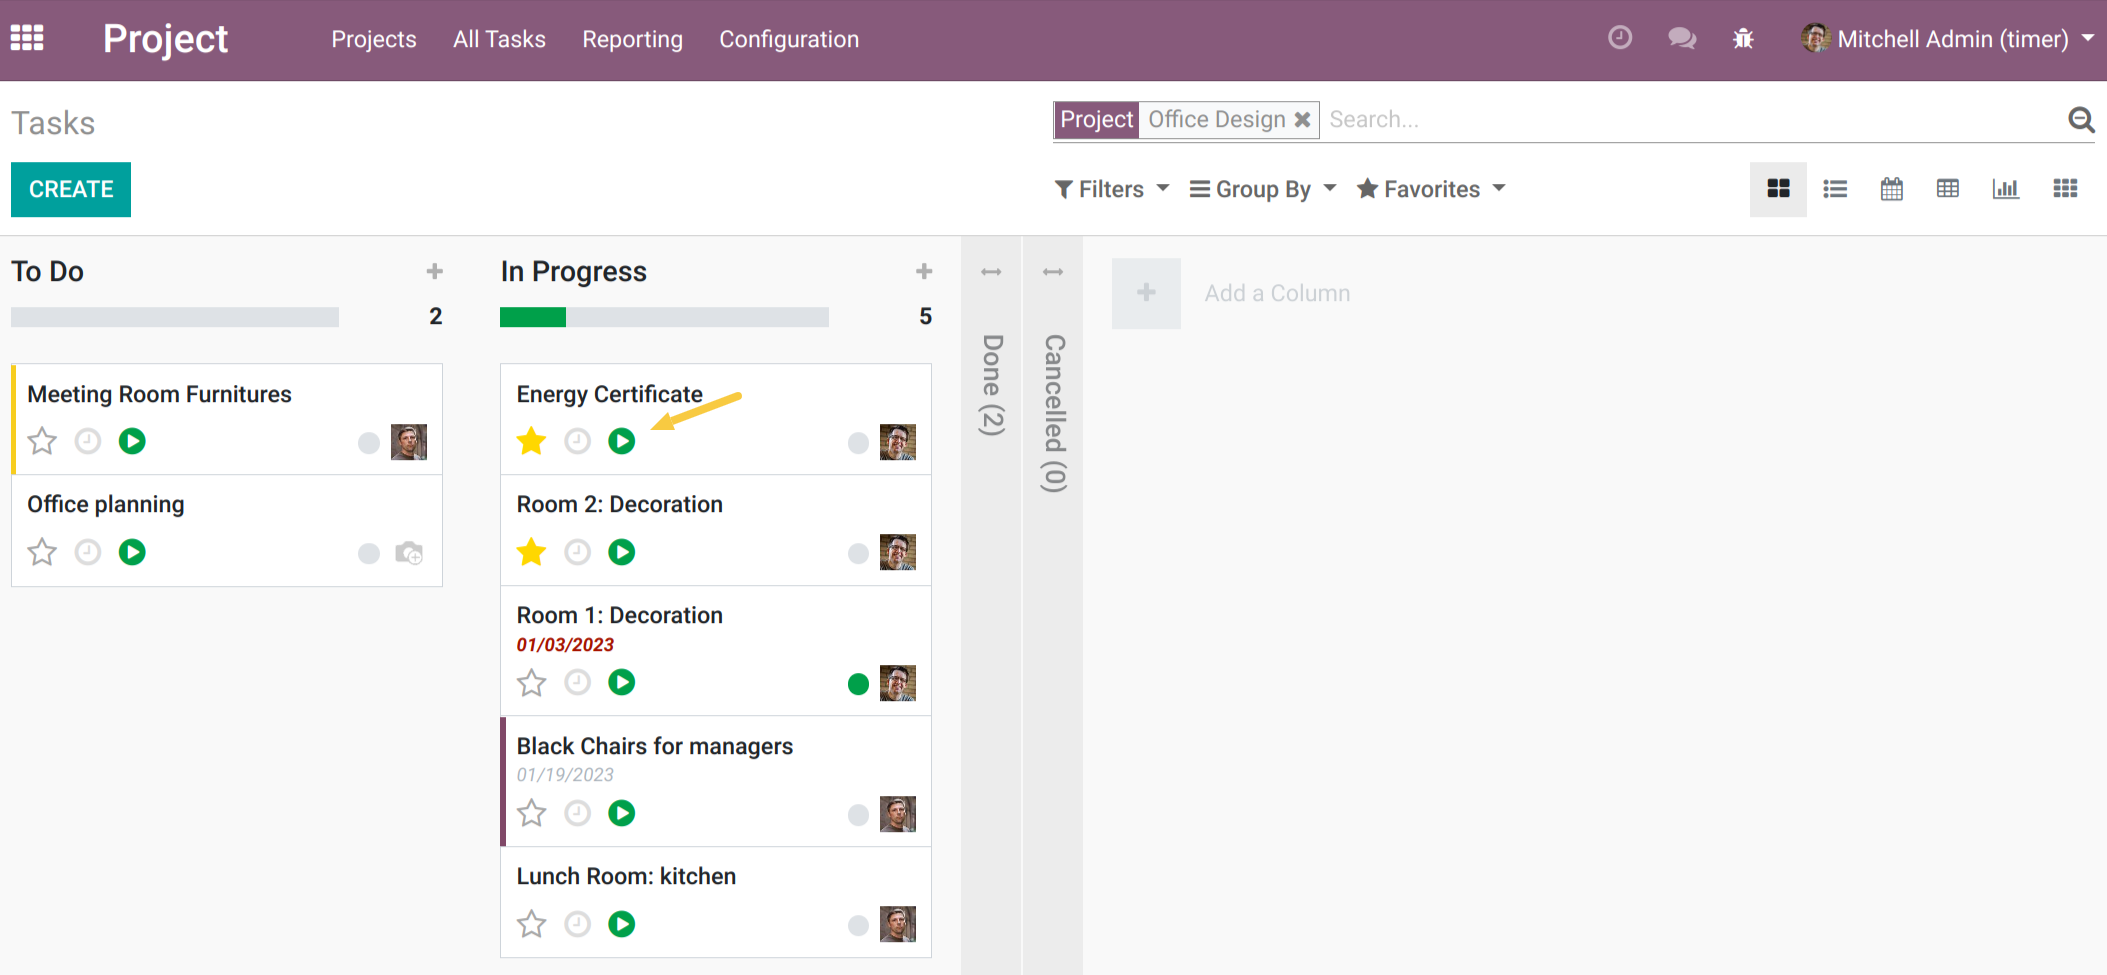 Project
Projects
All Tasks
Reporting
Configuration
Mitchell Admin (timer)
Tasks
Project Office Design
Search...
CREATE
Filters
Group By
Favorites
To Do
2
Meeting Room Furnitures
Office planning
In Progress
5
Energy Certificate
Room 2: Decoration
Room 1: Decoration
01/03/2023
Black Chairs for managers
01/19/2023
Lunch Room: kitchen
Done (2)
Cancelled (0)
Add a Column